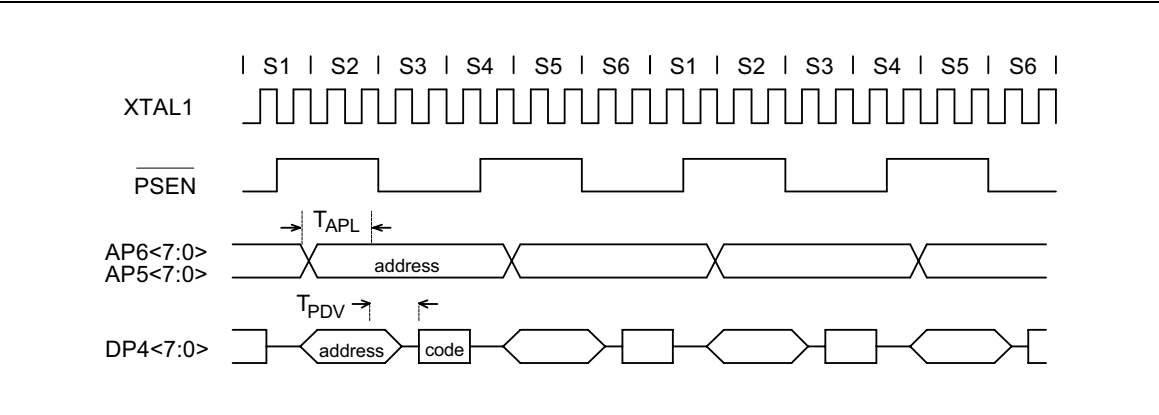 | S1 | S2 | S3 | S4 | S5 | S6 | S1 | S2 | S3 | S4 | S5 | S6 |
XTAL1
PSEN
TAPL
AP6<7:0>
AP5<7:0>
address
TPDV
DP4<7:0>
address
code